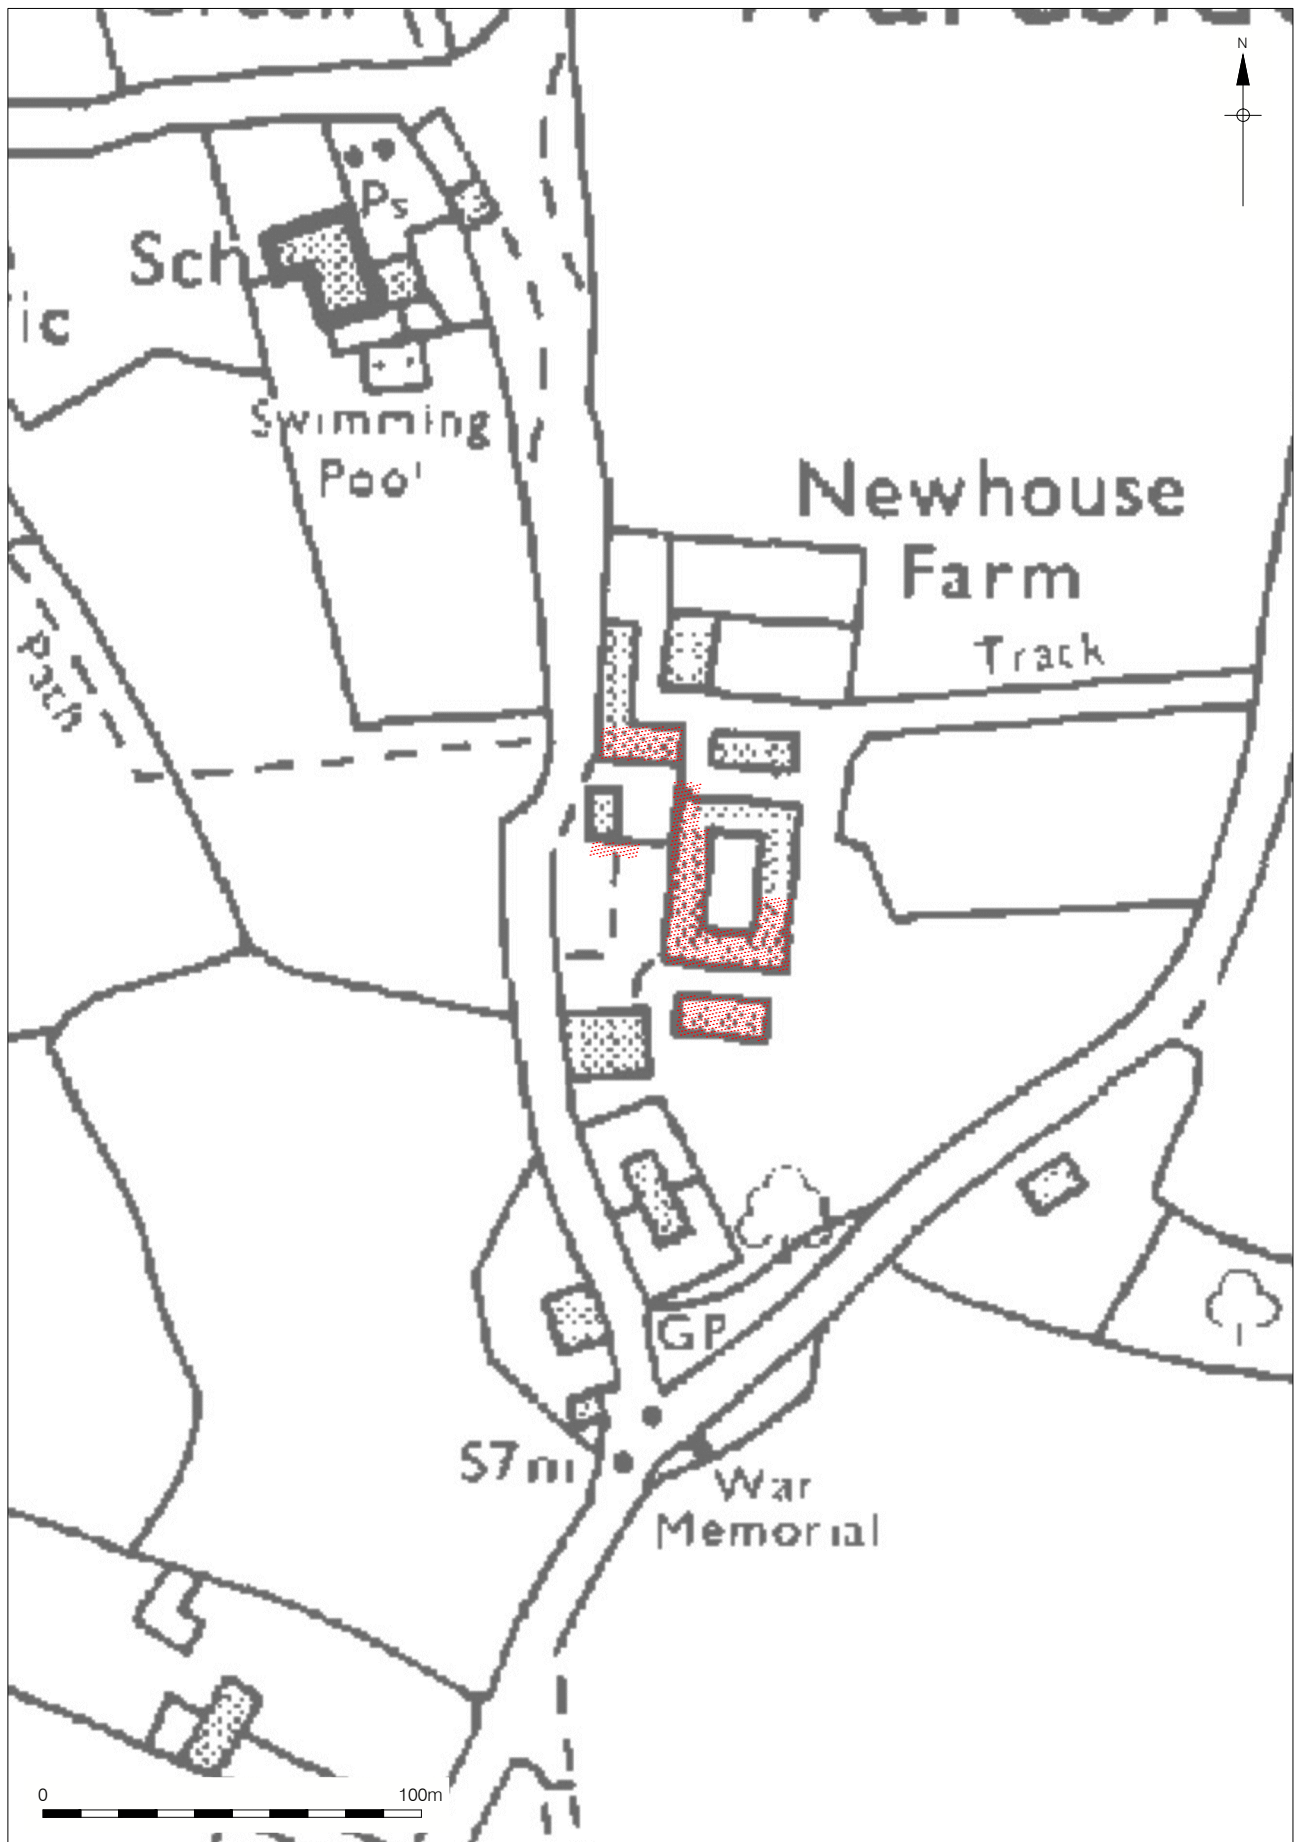 N
Ps
Sch
ic
Swimming
Pool
Newhouse
Farm
Track
Path
GP
57m
War
Memorial
0 100m